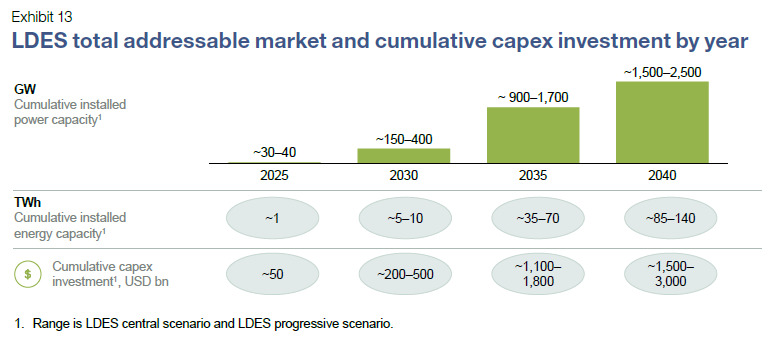 Exhibit 13
LDES total addressable market and cumulative capex investment by year
GW
Cumulative installed
power capacity¹
~30–40
~150–400
~ 900–1,700
~1,500–2,500
2025
2030
2035
2040
TWh
Cumulative installed
energy capacity¹
~1
~5–10
~35–70
~85–140
$
Cumulative capex
investment¹, USD bn
~50
~200–500
~1,100–
1,800
~1,500–
3,000
1. Range is LDES central scenario and LDES progressive scenario.